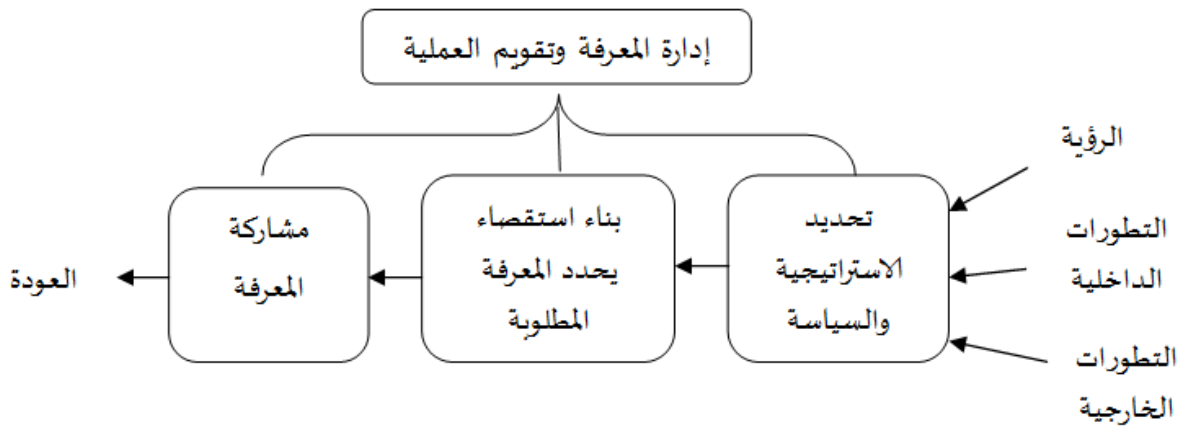 إدارة المعرفة وتقويم العملية
الرؤية
التطورات
الداخلية
التطورات
الخارجية
تحديد
الاستراتيجية
والسياسة
بناء استقصاء
يحدد المعرفة
المطلوبة
مشاركة
المعرفة
العودة